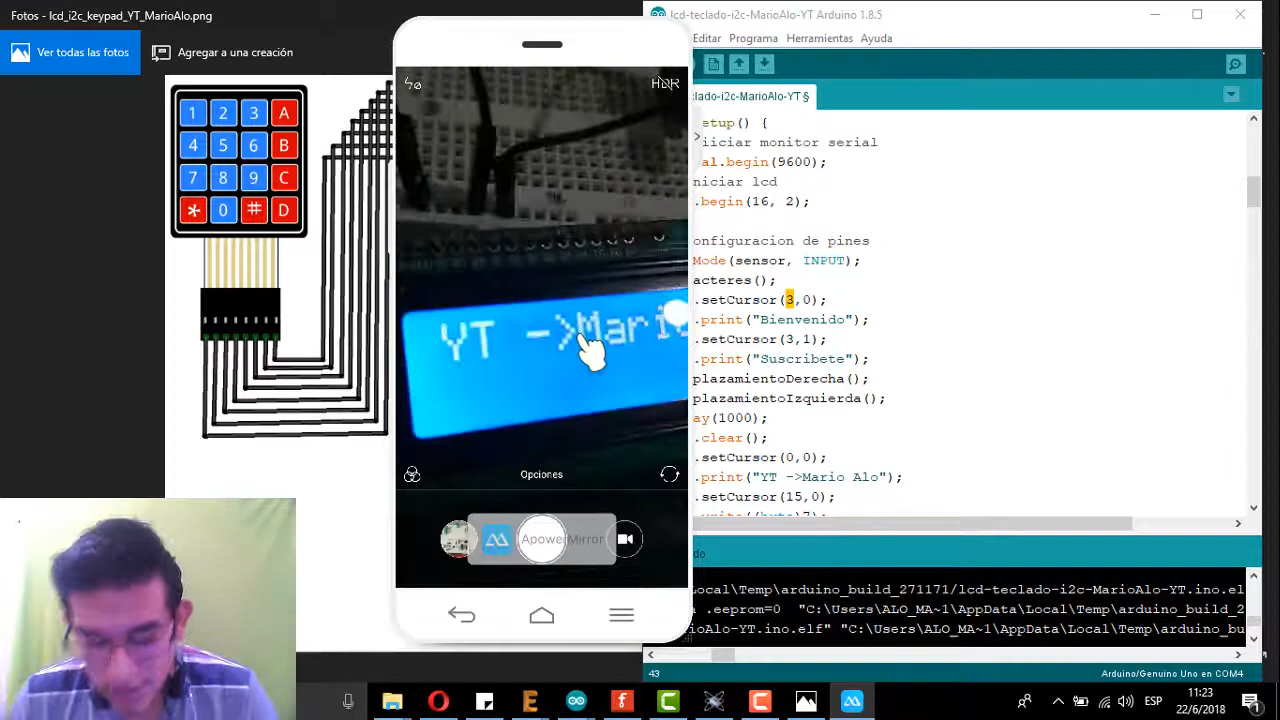 Fotos - lcd_i2c_keypad_YT_MarioAlo.png
Ver todas las fotos
Agregar a una creación
1 2 3 A
4 5 6 B
7 8 9 C
* 0 # D
HDR
YT ->Mari
Opciones
ApowerMirror
lcd-teclado-i2c-MarioAlo-YT Arduino 1.8.5
Editar Programa Herramientas Ayuda
clado-i2c-MarioAlo-YT §
etup() {
iiciar monitor serial
al.begin(9600);
niciar lcd
.begin(16, 2);
onfiguracion de pines
Mode(sensor, INPUT);
acteres();
.setCursor(3,0);
.print("Bienvenido");
.setCursor(3,1);
.print("Suscribete");
plazamientoDerecha();
plazamientoIzquierda();
ay(1000);
.clear();
.setCursor(0,0);
.print("YT ->Mario Alo");
.setCursor(15,0);
do
ocal\Temp\arduino_build_271171/lcd-teclado-i2c-MarioAlo-YT.ino.el
a .eeprom=0 "C:\Users\ALO_MA~1\AppData\Local\Temp\arduino_build_2
rioAlo-YT.ino.elf" "C:\Users\ALO_MA~1\AppData\Local\Temp\arduino_bu
43
Arduino/Genuino Uno en COM4
ESP
11:23
22/6/2018
1